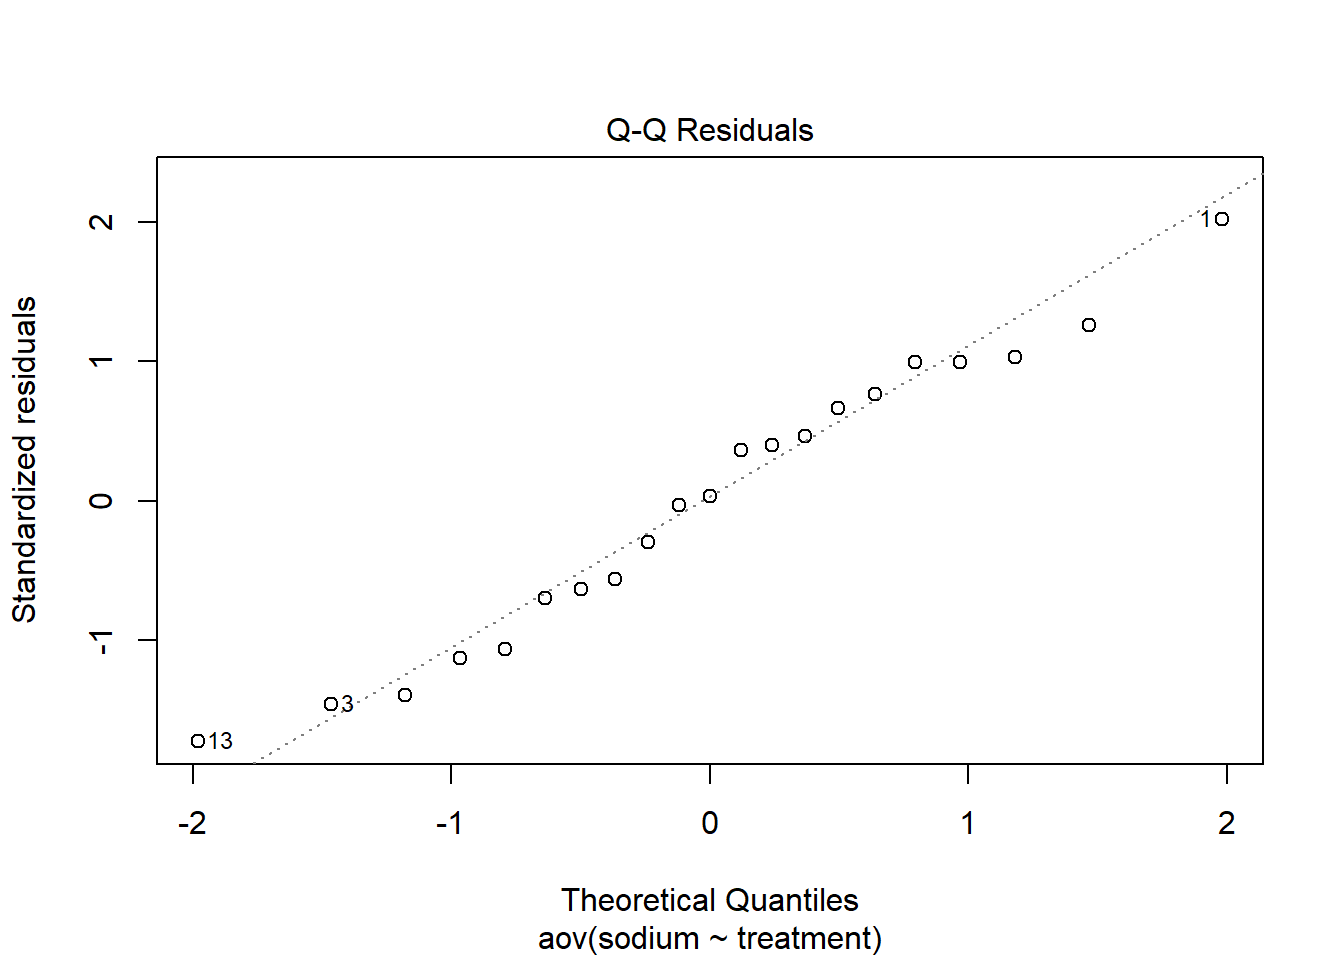 Q-Q Residuals
Standardized residuals
2
1
0
-1
1
3
13
-2 -1 0 1 2
Theoretical Quantiles
aov(sodium ~ treatment)